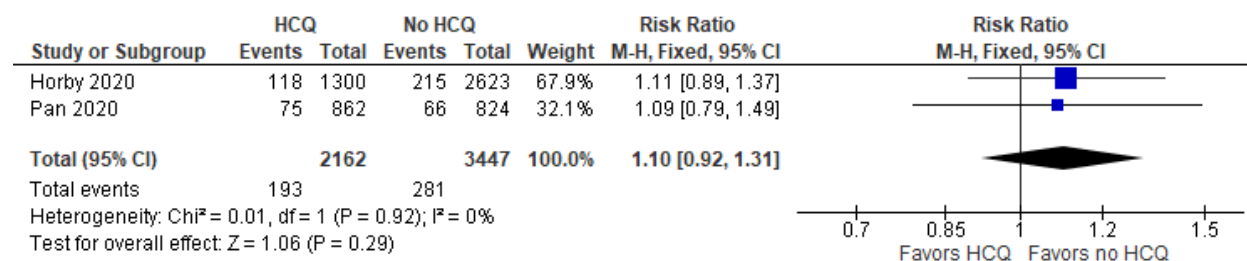 HCQ No HCQ Risk Ratio Risk Ratio
Study or Subgroup Events Total Events Total Weight M-H, Fixed, 95% CI M-H, Fixed, 95% CI
Horby 2020 118 1300 215 2623 67.9% 1.11 [0.89, 1.37]
Pan 2020 75 862 66 824 32.1% 1.09 [0.79, 1.49]
Total (95% CI) 2162 3447 100.0% 1.10 [0.92, 1.31]
Total events 193 281
Heterogeneity: Chi² = 0.01, df = 1 (P = 0.92); I² = 0%
Test for overall effect: Z = 1.06 (P = 0.29)
0.7 0.85 1 1.2 1.5
Favors HCQ Favors no HCQ